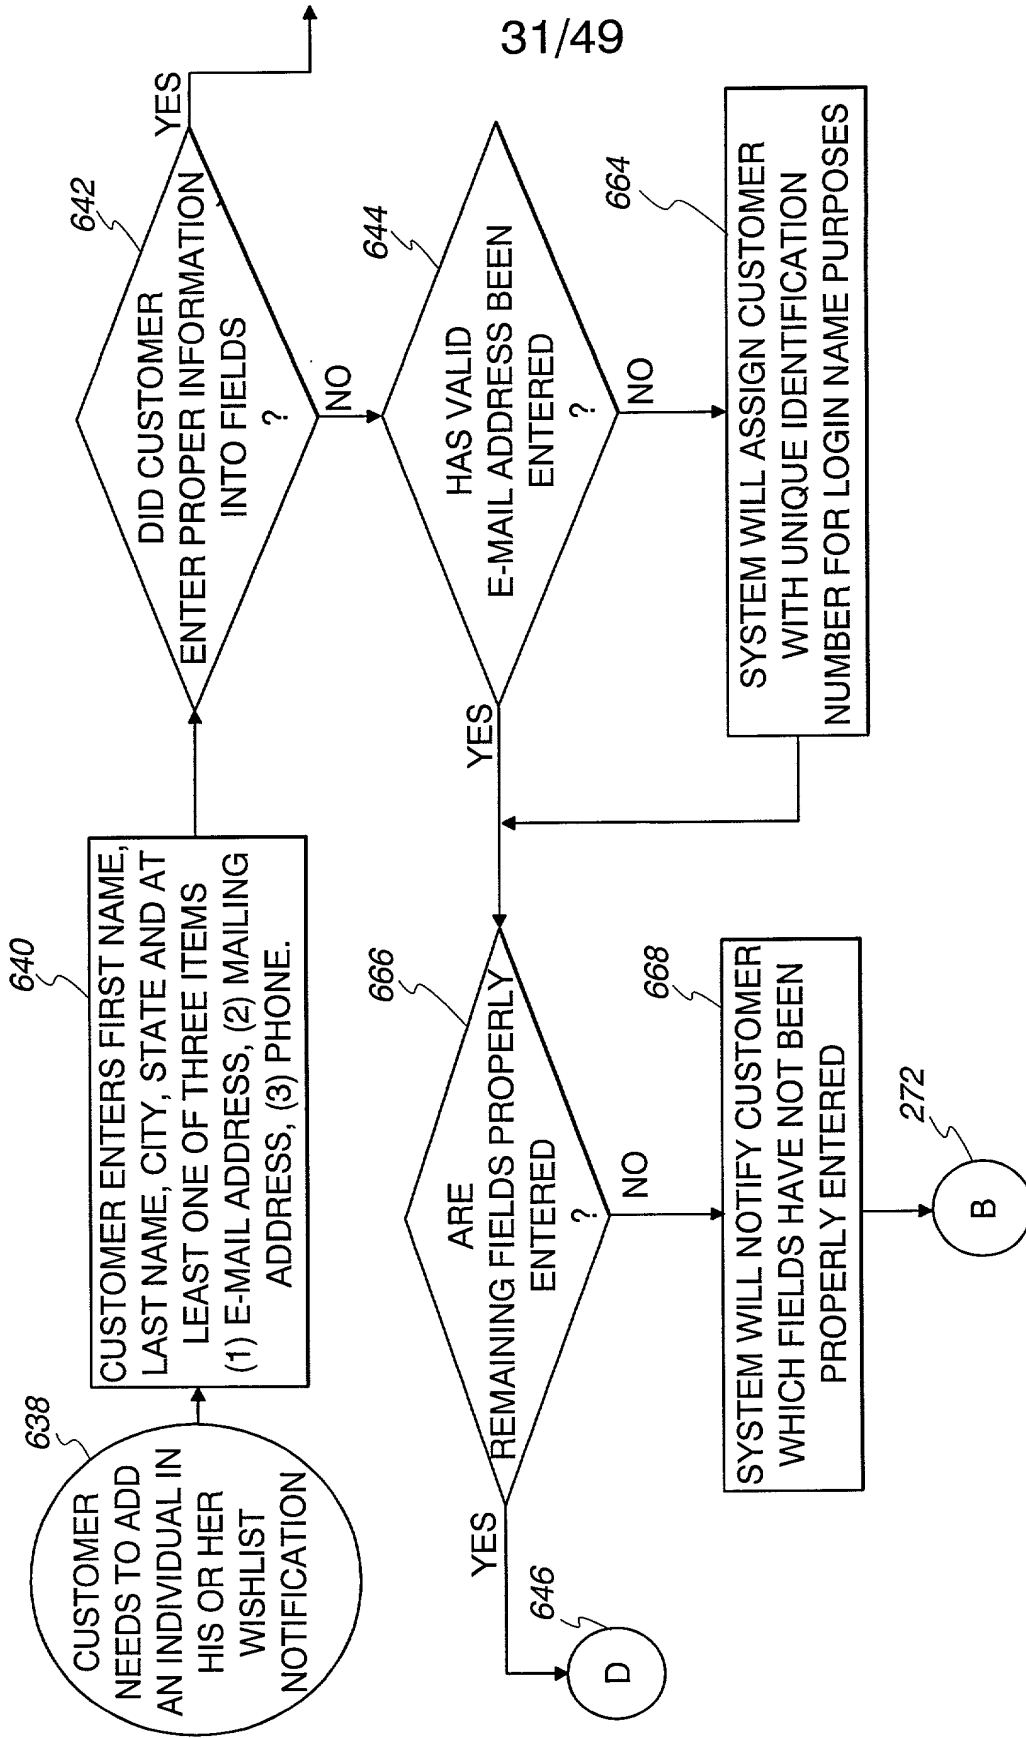 31/49
638
CUSTOMER
NEEDS TO ADD
AN INDIVIDUAL IN
HIS OR HER
WISHLIST
NOTIFICATION
640
CUSTOMER ENTERS FIRST NAME,
LAST NAME, CITY, STATE AND AT
LEAST ONE OF THREE ITEMS
(1) E-MAIL ADDRESS, (2) MAILING
ADDRESS, (3) PHONE.
642
DID CUSTOMER
ENTER PROPER INFORMATION
INTO FIELDS
?
YES
NO
644
HAS VALID
E-MAIL ADDRESS BEEN
ENTERED
?
YES
NO
664
SYSTEM WILL ASSIGN CUSTOMER
WITH UNIQUE IDENTIFICATION
NUMBER FOR LOGIN NAME PURPOSES
666
ARE
REMAINING FIELDS PROPERLY
ENTERED
?
YES
NO
646
D
668
SYSTEM WILL NOTIFY CUSTOMER
WHICH FIELDS HAVE NOT BEEN
PROPERLY ENTERED
272
B